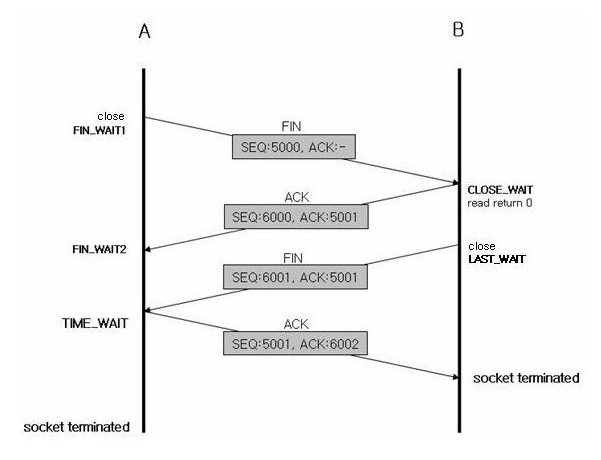 A
B
close
FIN_WAIT1
FIN
SEQ:5000, ACK:-
CLOSE_WAIT
read return 0
ACK
SEQ:6000, ACK:5001
FIN_WAIT2
close
LAST_WAIT
FIN
SEQ:6001, ACK:5001
TIME_WAIT
ACK
SEQ:5001, ACK:6002
socket terminated
socket terminated